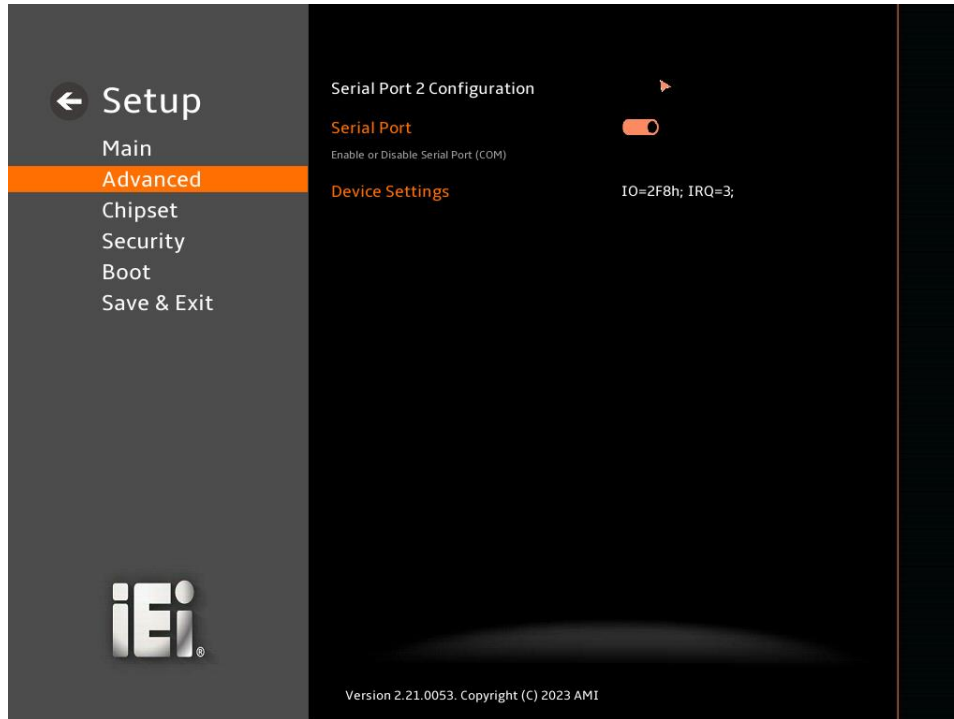 Setup
Main
Advanced
Chipset
Security
Boot
Save & Exit
iEi®
Serial Port 2 Configuration
Serial Port
Enable or Disable Serial Port (COM)
Device Settings IO=2F8h; IRQ=3;
Version 2.21.0053. Copyright (C) 2023 AMI